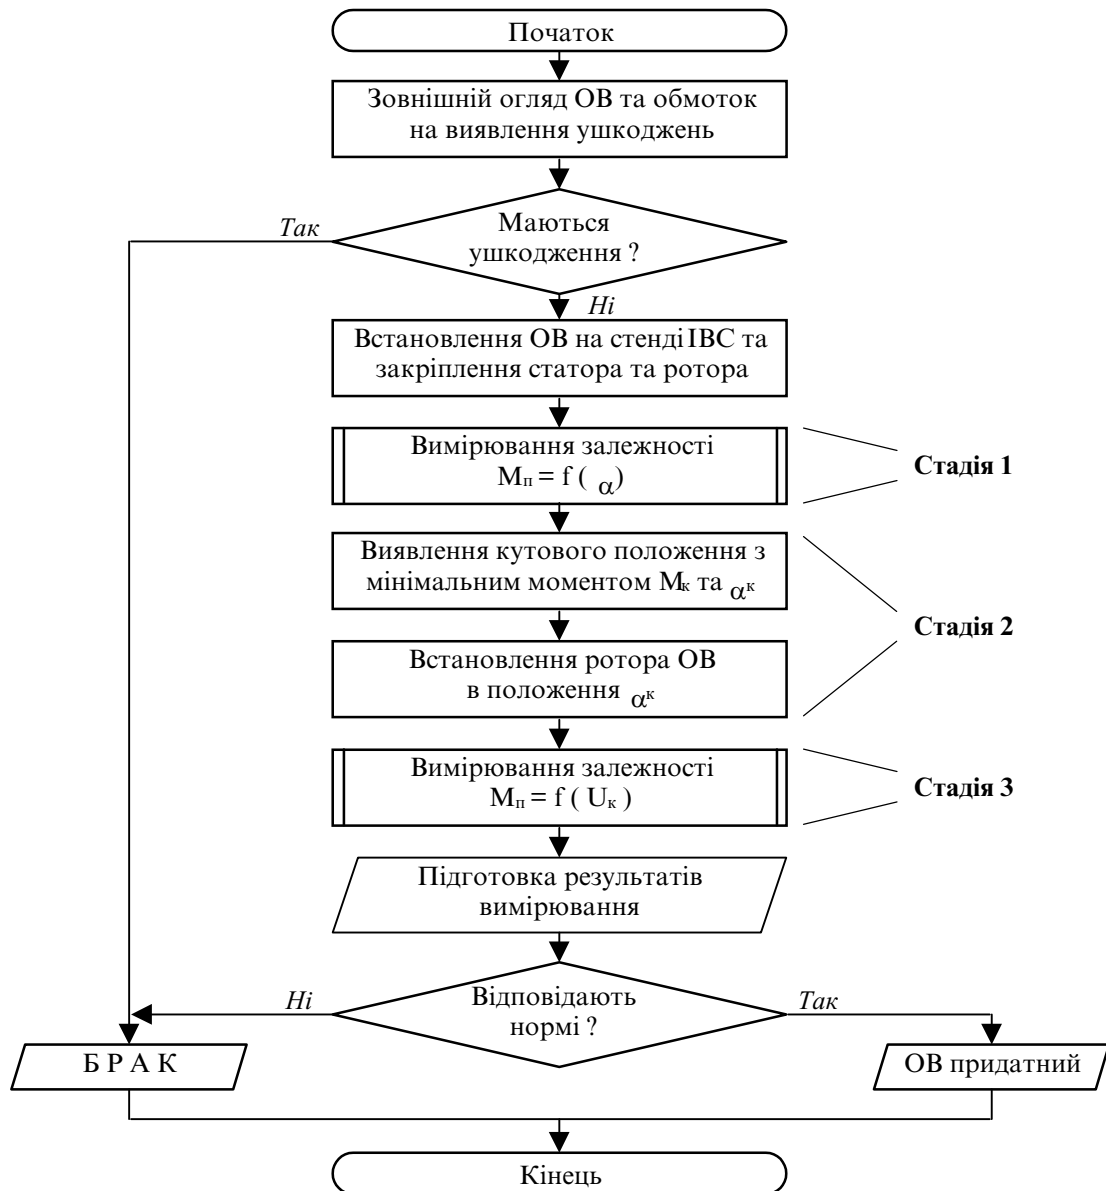 Початок
Зовнішній огляд ОВ та обмоток
на виявлення ушкоджень
Так
Маються
ушкодження ?
Ні
Встановлення ОВ на стенді ІВС та
закріплення статора та ротора
Вимірювання залежності
Mп = f ( α)
Стадія 1
Виявлення кутового положення з
мінімальним моментом Mк та αк
Стадія 2
Встановлення ротора ОВ
в положення αк
Вимірювання залежності
Mп = f ( Uк )
Стадія 3
Підготовка результатів
вимірювання
Ні
Відповідають
нормі ?
Так
Б Р А К
ОВ придатний
Кінець